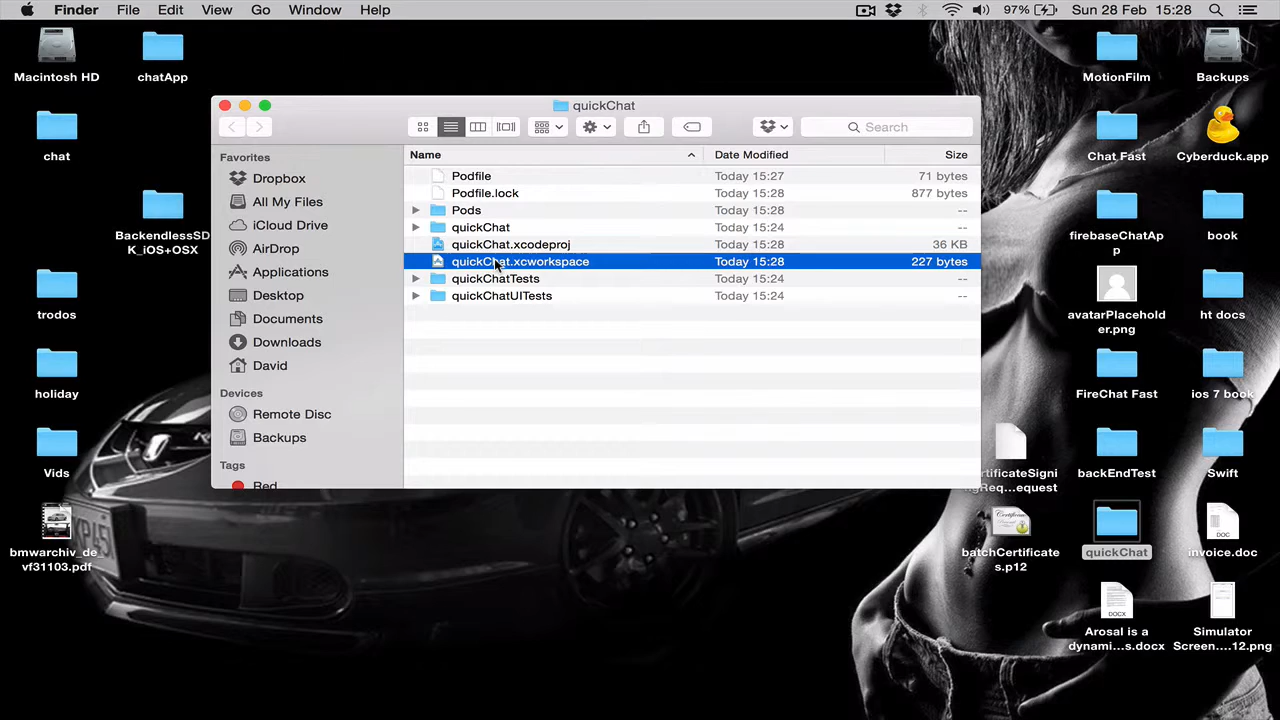 Finder File Edit View Go Window Help 97% Sun 28 Feb 15:28
Macintosh HD
chatApp
chat
BackendlessSD
K_iOS+OSX
trodos
holiday
Vids
bmwarchiv_de_
vf31103.pdf
quickChat
Search
Favorites
Dropbox
All My Files
iCloud Drive
AirDrop
Applications
Desktop
Documents
Downloads
David
Devices
Remote Disc
Backups
Tags
Red
Name Date Modified Size
Podfile Today 15:27 71 bytes
Podfile.lock Today 15:28 877 bytes
Pods Today 15:28 --
quickChat Today 15:24 --
quickChat.xcodeproj Today 15:28 36 KB
quickChat.xcworkspace Today 15:28 227 bytes
quickChatTests Today 15:24 --
quickChatUITests Today 15:24 --
MotionFilm
Backups
Chat Fast
Cyberduck.app
firebaseChatAp
p
book
avatarPlacehold
er.png
ht docs
FireChat Fast
ios 7 book
ertificateSigni
ngReq...equest
backEndTest
Swift
batchCertificate
s.p12
quickChat
invoice.doc
DOC
DOCX
Arosal is a
dynami...s.docx
Simulator
Screen....12.png